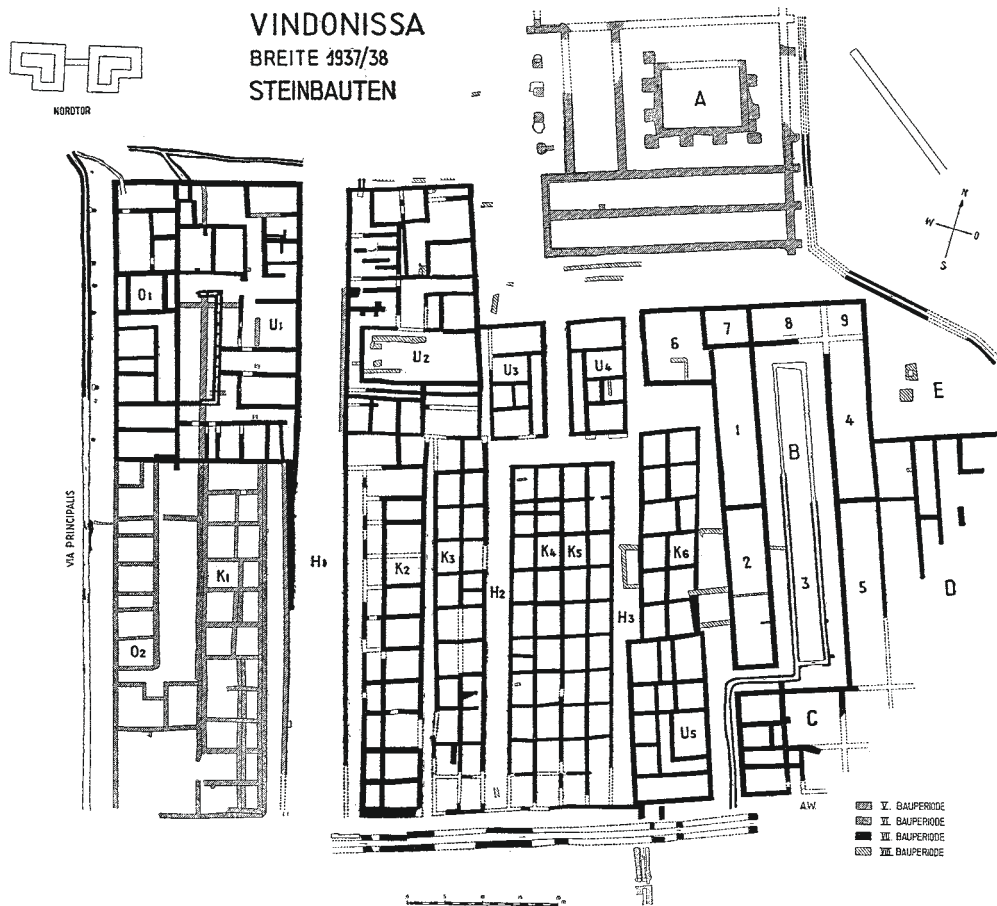 VINDONISSA
BREITE 1937/38
STEINBAUTEN
NORDTOR
A
N
W
O
S
O1
U1
U2
U3
U4
6
7
8
9
E
1
B
4
VIA PRINCIPALIS
K1
K2
K3
K4
K5
K6
H2
H3
2
3
5
D
O2
U5
C
A.W.
V. BAUPERIODE
VI. BAUPERIODE
VII. BAUPERIODE
VIII. BAUPERIODE